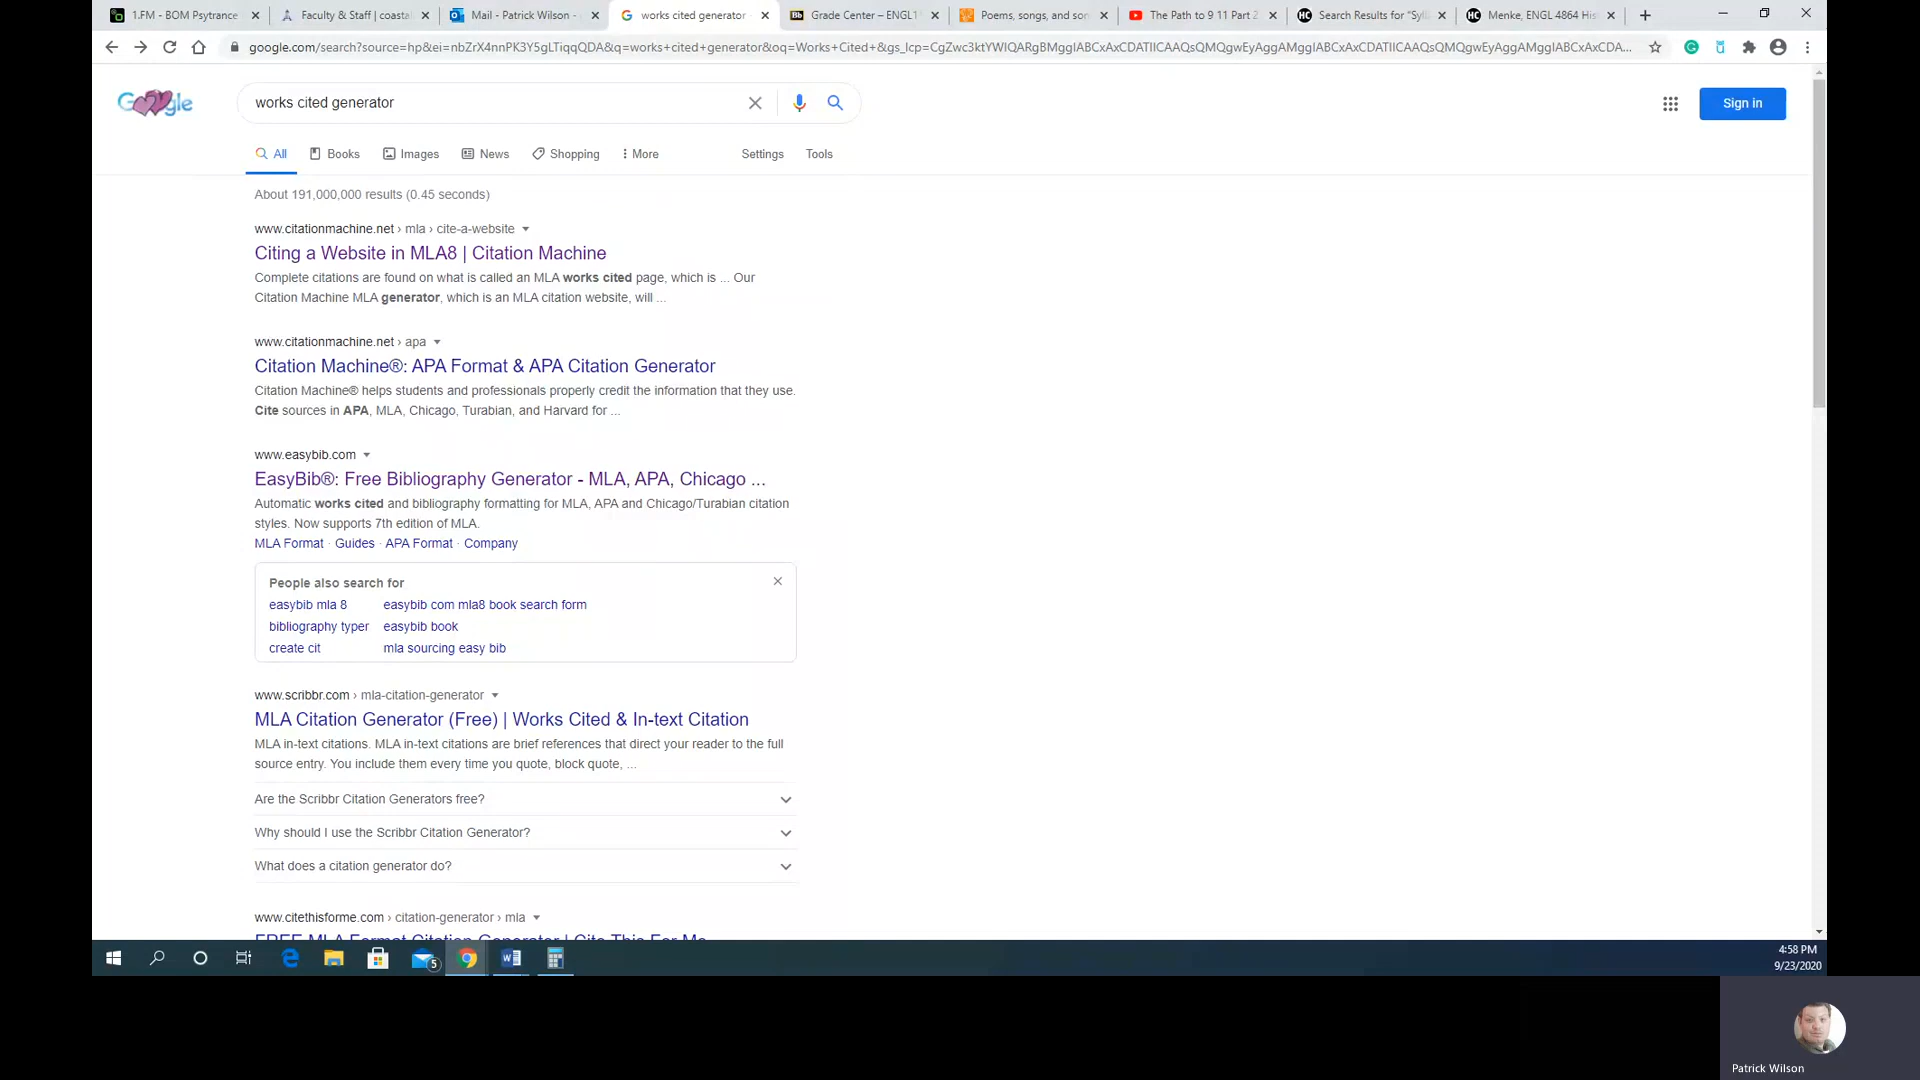 1.FM - BOM Psytrance
Faculty & Staff | coasta
Mail - Patrick Wilson -
works cited generator
Grade Center – ENGL1
Poems, songs, and son
The Path to 9 11 Part 2
Search Results for "Syll
Menke, ENGL 4864 His
google.com/search?source=hp&ei=nbZrX4nnPK3Y5gLTiqqQDA&q=works+cited+generator&oq=Works+Cited+&gs_lcp=CgZwc3ktYWIQARgBMggIABCxAxCDATIICAAQsQMQgwEyAggAMggIABCxAxCDATIICAAQsQMQgwEyAggAMggIABCxAxCDA...
Google
works cited generator
Sign in
All
Books
Images
News
Shopping
More
Settings
Tools
About 191,000,000 results (0.45 seconds)
www.citationmachine.net › mla › cite-a-website
Citing a Website in MLA8 | Citation Machine
Complete citations are found on what is called an MLA works cited page, which is ... Our
Citation Machine MLA generator, which is an MLA citation website, will ...
www.citationmachine.net › apa
Citation Machine®: APA Format & APA Citation Generator
Citation Machine® helps students and professionals properly credit the information that they use.
Cite sources in APA, MLA, Chicago, Turabian, and Harvard for ...
www.easybib.com
EasyBib®: Free Bibliography Generator - MLA, APA, Chicago ...
Automatic works cited and bibliography formatting for MLA, APA and Chicago/Turabian citation
styles. Now supports 7th edition of MLA.
MLA Format · Guides · APA Format · Company
People also search for
easybib mla 8
easybib com mla8 book search form
bibliography typer
easybib book
create cit
mla sourcing easy bib
www.scribbr.com › mla-citation-generator
MLA Citation Generator (Free) | Works Cited & In-text Citation
MLA in-text citations. MLA in-text citations are brief references that direct your reader to the full
source entry. You include them every time you quote, block quote, ...
Are the Scribbr Citation Generators free?
Why should I use the Scribbr Citation Generator?
What does a citation generator do?
www.citethisforme.com › citation-generator › mla
FREE MLA Format Citation Generator | Cite This For Me
5
4:58 PM
9/23/2020
Patrick Wilson